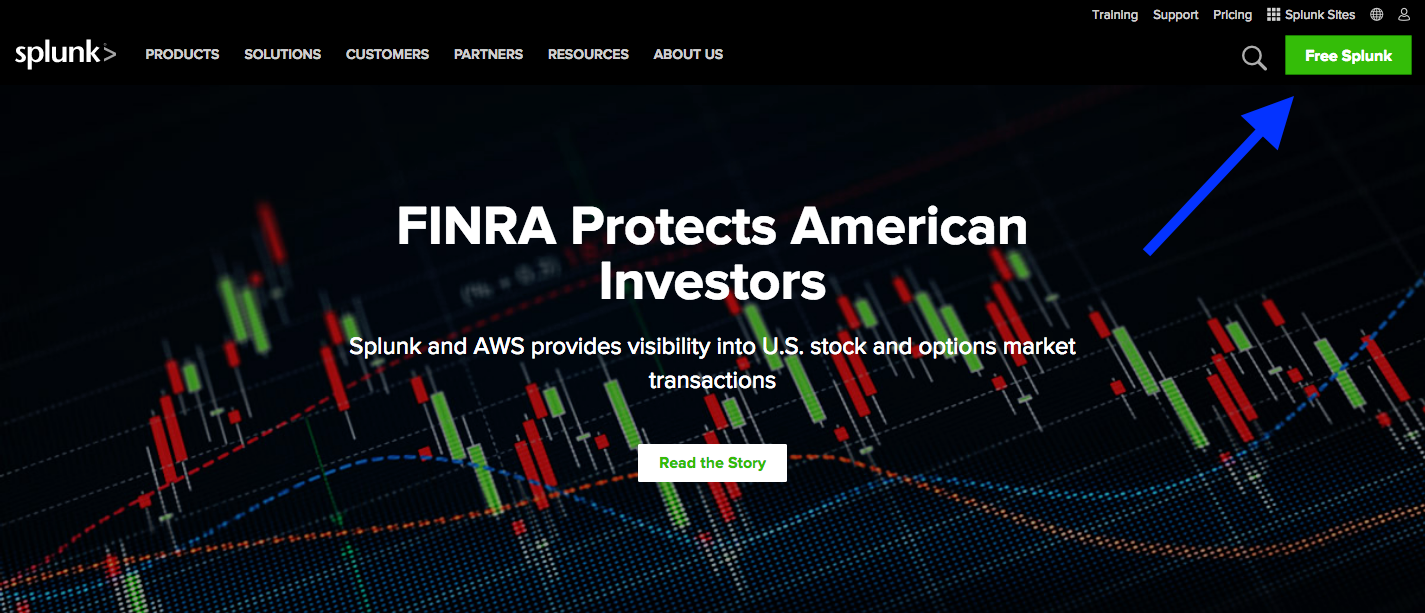 Training Support Pricing Splunk Sites
splunk> PRODUCTS SOLUTIONS CUSTOMERS PARTNERS RESOURCES ABOUT US Free Splunk
FINRA Protects American
Investors
Splunk and AWS provides visibility into U.S. stock and options market
transactions
Read the Story